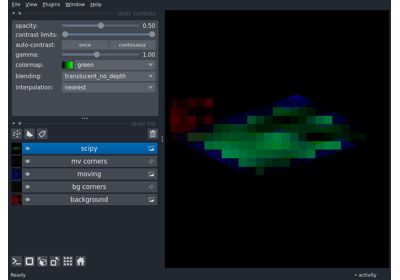 File View Plugins Window Help
layer controls
opacity: 0.50
contrast limits:
auto-contrast: once continuous
gamma: 1.00
colormap: green
blending: translucent_no_depth
interpolation: nearest
layer list
scipy
mv corners
moving
bg corners
background
Ready
activity